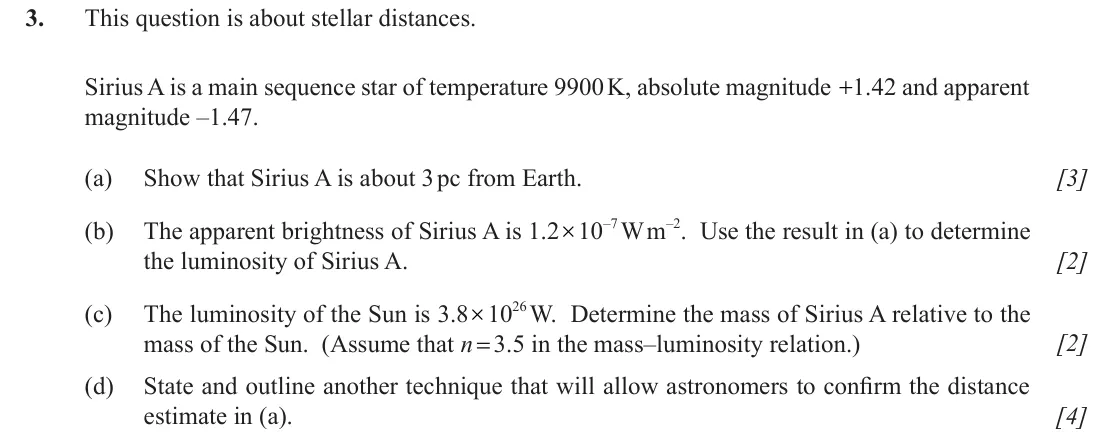 3. This question is about stellar distances.
Sirius A is a main sequence star of temperature 9900 K, absolute magnitude +1.42 and apparent
magnitude –1.47.
(a) Show that Sirius A is about 3 pc from Earth. [3]
(b) The apparent brightness of Sirius A is 1.2×10⁻⁷ W m⁻². Use the result in (a) to determine
the luminosity of Sirius A. [2]
(c) The luminosity of the Sun is 3.8×10²⁶ W. Determine the mass of Sirius A relative to the
mass of the Sun. (Assume that n=3.5 in the mass–luminosity relation.) [2]
(d) State and outline another technique that will allow astronomers to confirm the distance
estimate in (a). [4]